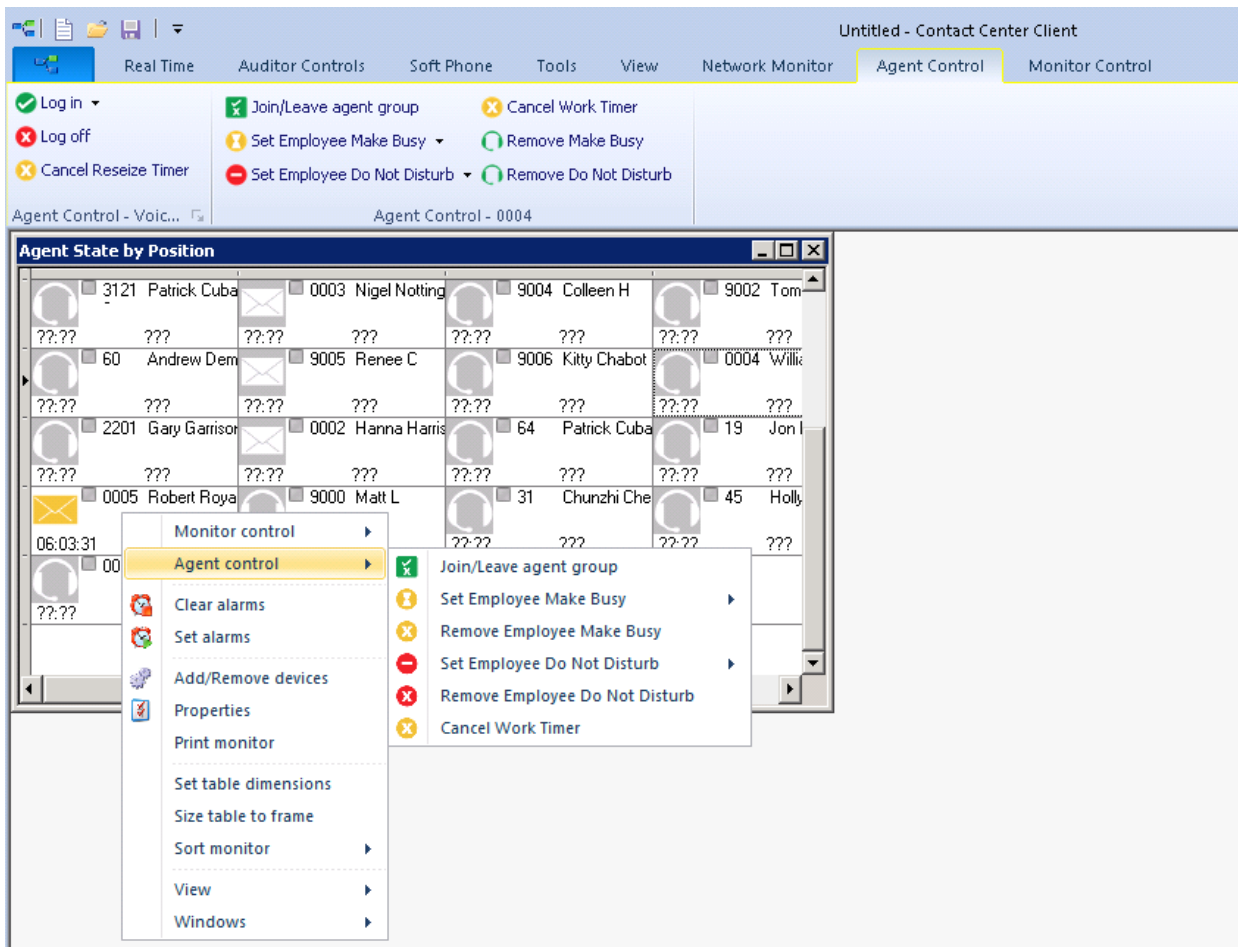 Untitled - Contact Center Client
Real Time Auditor Controls Soft Phone Tools View Network Monitor Agent Control Monitor Control
Log in Join/Leave agent group Cancel Work Timer
Log off Set Employee Make Busy Remove Make Busy
Cancel Reseize Timer Set Employee Do Not Disturb Remove Do Not Disturb
Agent Control - Voic... Agent Control - 0004
Agent State by Position
3121 Patrick Cuba 0003 Nigel Notting 9004 Colleen H 9002 Tom
-
??:?? ??? ??:?? ??? ??:?? ??? ??:?? ???
60 Andrew Dem 9005 Renee C 9006 Kitty Chabot 0004 Willia
??:?? ??? ??:?? ??? ??:?? ??? ??:?? ???
2201 Gary Garrisor 0002 Hanna Harris 64 Patrick Cuba 19 Jon
??:?? ??? ??:?? ??? ??:?? ??? ??:?? ???
0005 Robert Roya 9000 Matt L 31 Chunzhi Che 45 Holly
06:03:31 ??:?? ??? ??:?? ???
00
??:??
Monitor control
Agent control
Clear alarms
Set alarms
Add/Remove devices
Properties
Print monitor
Set table dimensions
Size table to frame
Sort monitor
View
Windows
Join/Leave agent group
Set Employee Make Busy
Remove Employee Make Busy
Set Employee Do Not Disturb
Remove Employee Do Not Disturb
Cancel Work Timer